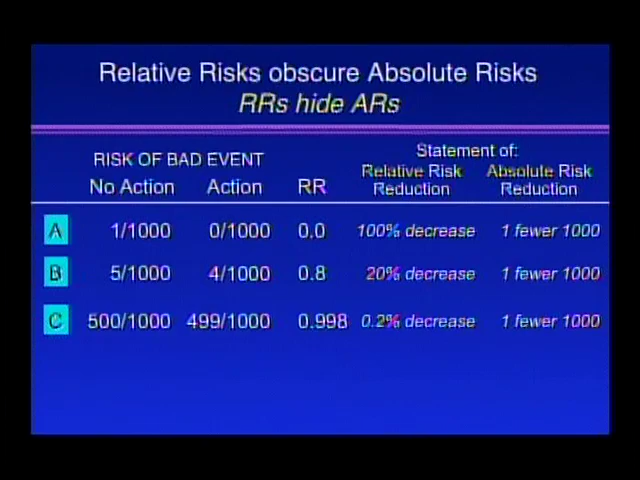 Relative Risks obscure Absolute Risks
RRs hide ARs
RISK OF BAD EVENT
Statement of:
No Action Action RR Relative Risk Reduction Absolute Risk Reduction
A 1/1000 0/1000 0.0 100% decrease 1 fewer 1000
B 5/1000 4/1000 0.8 20% decrease 1 fewer 1000
C 500/1000 499/1000 0.998 0.2% decrease 1 fewer 1000